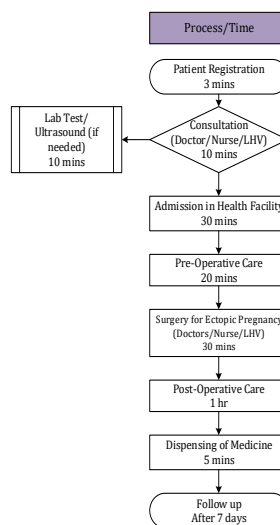 Process/Time
Patient Registration
3 mins
Lab Test/
Ultrasound (if
needed)
10 mins
Consultation
(Doctor/Nurse/LHV)
10 mins
Admission in Health Facility
30 mins
Pre-Operative Care
20 mins
Surgery for Ectopic Pregnancy
(Doctors/Nurse/LHV)
30 mins
Post-Operative Care
1 hr
Dispensing of Medicine
5 mins
Follow up
After 7 days